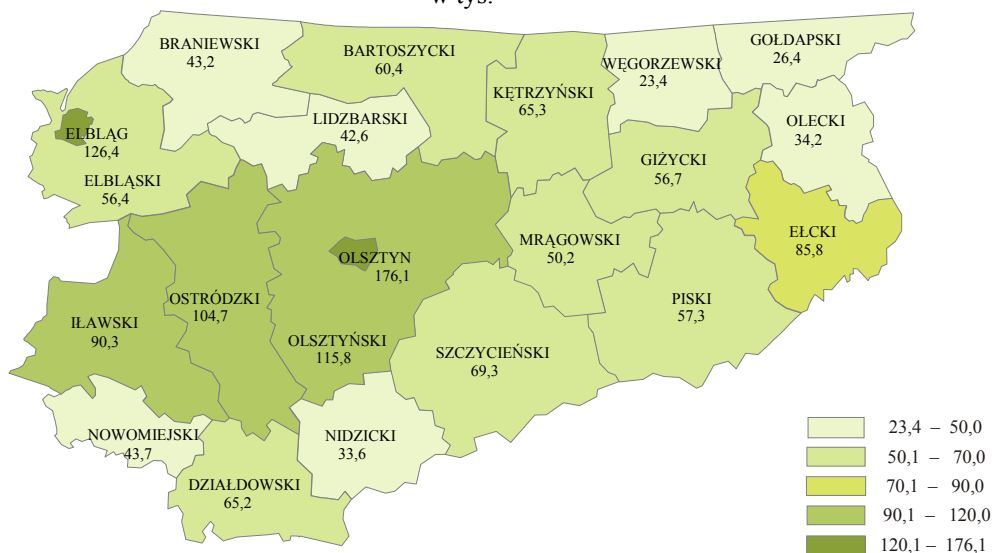 w tys.
BRANIEWSKI
43,2
BARTOSZYCKI
60,4
KĘTRZYŃSKI
65,3
WĘGORZEWSKI
23,4
GOŁDAPSKI
26,4
ELBLĄG
126,4
LIDZBARSKI
42,6
OLECKI
34,2
ELBLĄSKI
56,4
GIŻYCKI
56,7
EŁCKI
85,8
OLSZTYN
176,1
MRĄGOWSKI
50,2
OSTRÓDZKI
104,7
PISKI
57,3
IŁAWSKI
90,3
OLSZTYŃSKI
115,8
SZCZYCIEŃSKI
69,3
NOWOMIEJSKI
43,7
NIDZICKI
33,6
DZIAŁDOWSKI
65,2
23,4 – 50,0
50,1 – 70,0
70,1 – 90,0
90,1 – 120,0
120,1 – 176,1